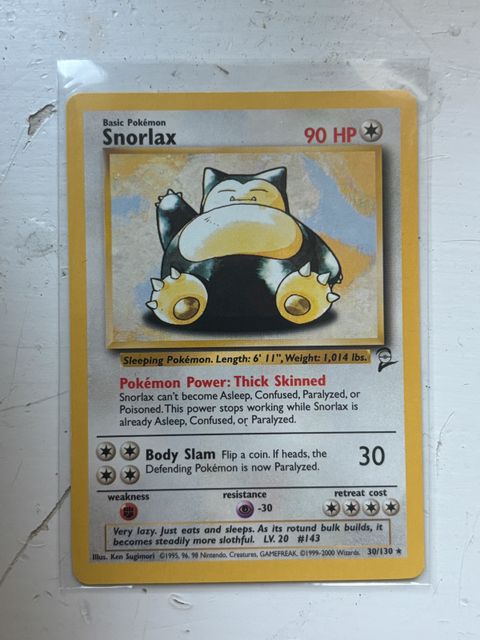 Basic Pokémon
Snorlax
90 HP
Sleeping Pokémon. Length: 6' 11", Weight: 1,014 lbs.
Pokémon Power: Thick Skinned
Snorlax can't become Asleep, Confused, Paralyzed, or
Poisoned. This power stops working while Snorlax is
already Asleep, Confused, or Paralyzed.
Body Slam Flip a coin. If heads, the
Defending Pokémon is now Paralyzed.
30
weakness
resistance
retreat cost
-30
Very lazy. Just eats and sleeps. As its rotund bulk builds, it
becomes steadily more slothful. LV. 20 #143
Illus. Ken Sugimori ©1995, 96, 98 Nintendo, Creatures, GAMEFREAK. ©1999-2000 Wizards. 30/130 ★